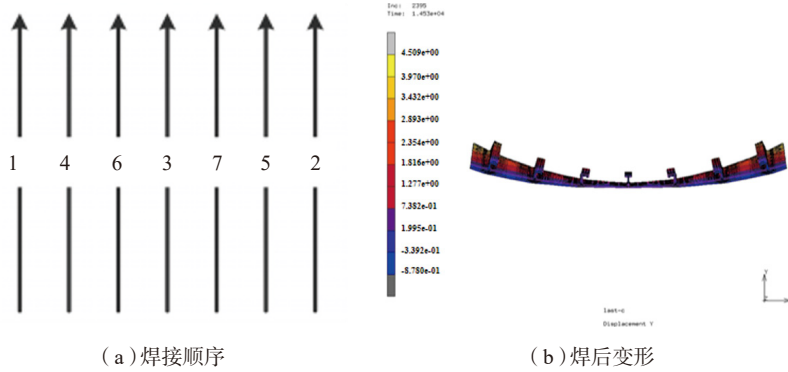 Inc: 2395
Time: 1.453e+04
4.509e+00
3.970e+00
3.432e+00
2.893e+00
2.354e+00
1.816e+00
1.277e+00
7.382e-01
1.995e-01
-3.392e-01
-8.780e-01
1 4 6 3 7 5 2
last-c
Displacement Y
Y
Z
(a)焊接顺序
(b)焊后变形